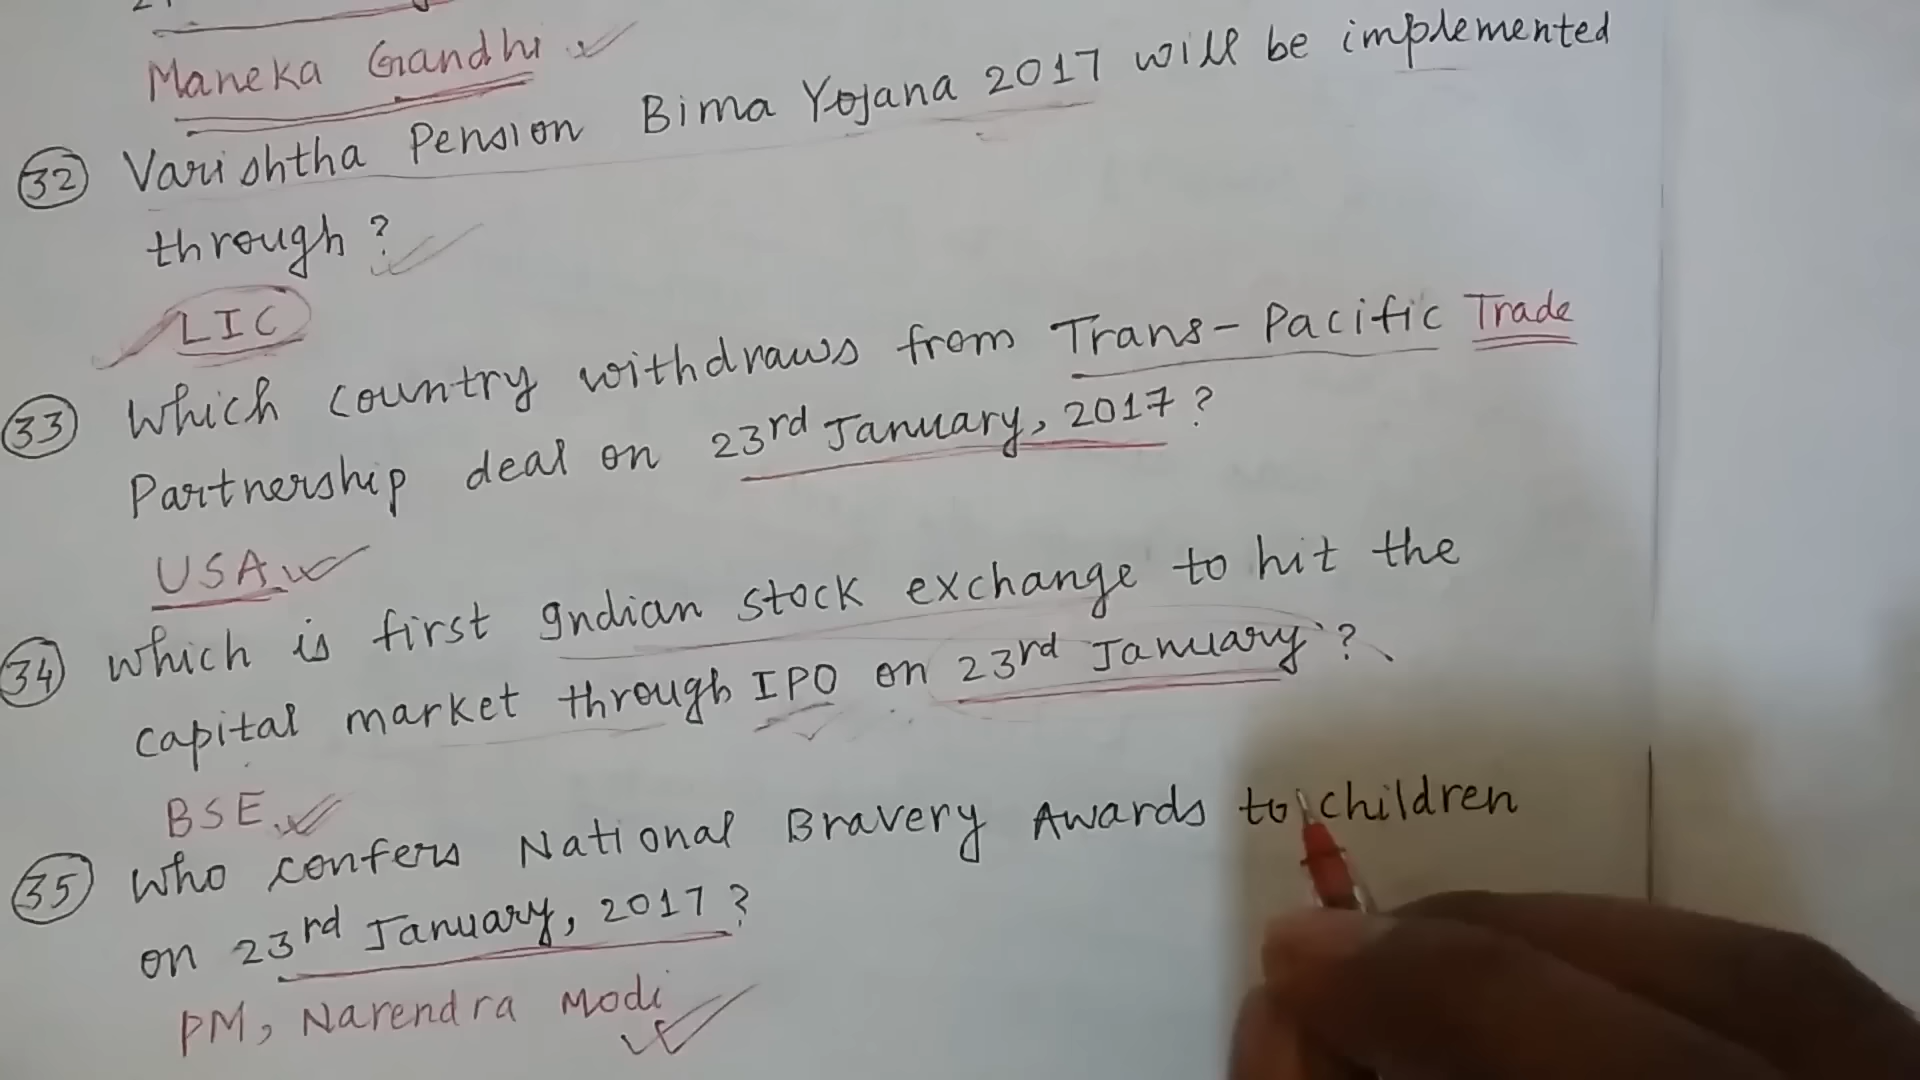 Maneka Gandhi
32 Varishtha Pension Bima Yojana 2017 will be implemented
through?
LIC
33 Which country withdraws from Trans-Pacific Trade
Partnership deal on 23rd January, 2017?
USA
34 Which is first Indian stock exchange to hit the
capital market through IPO on 23rd January?
BSE
35 Who confers National Bravery Awards to children
on 23rd January, 2017?
PM, Narendra Modi